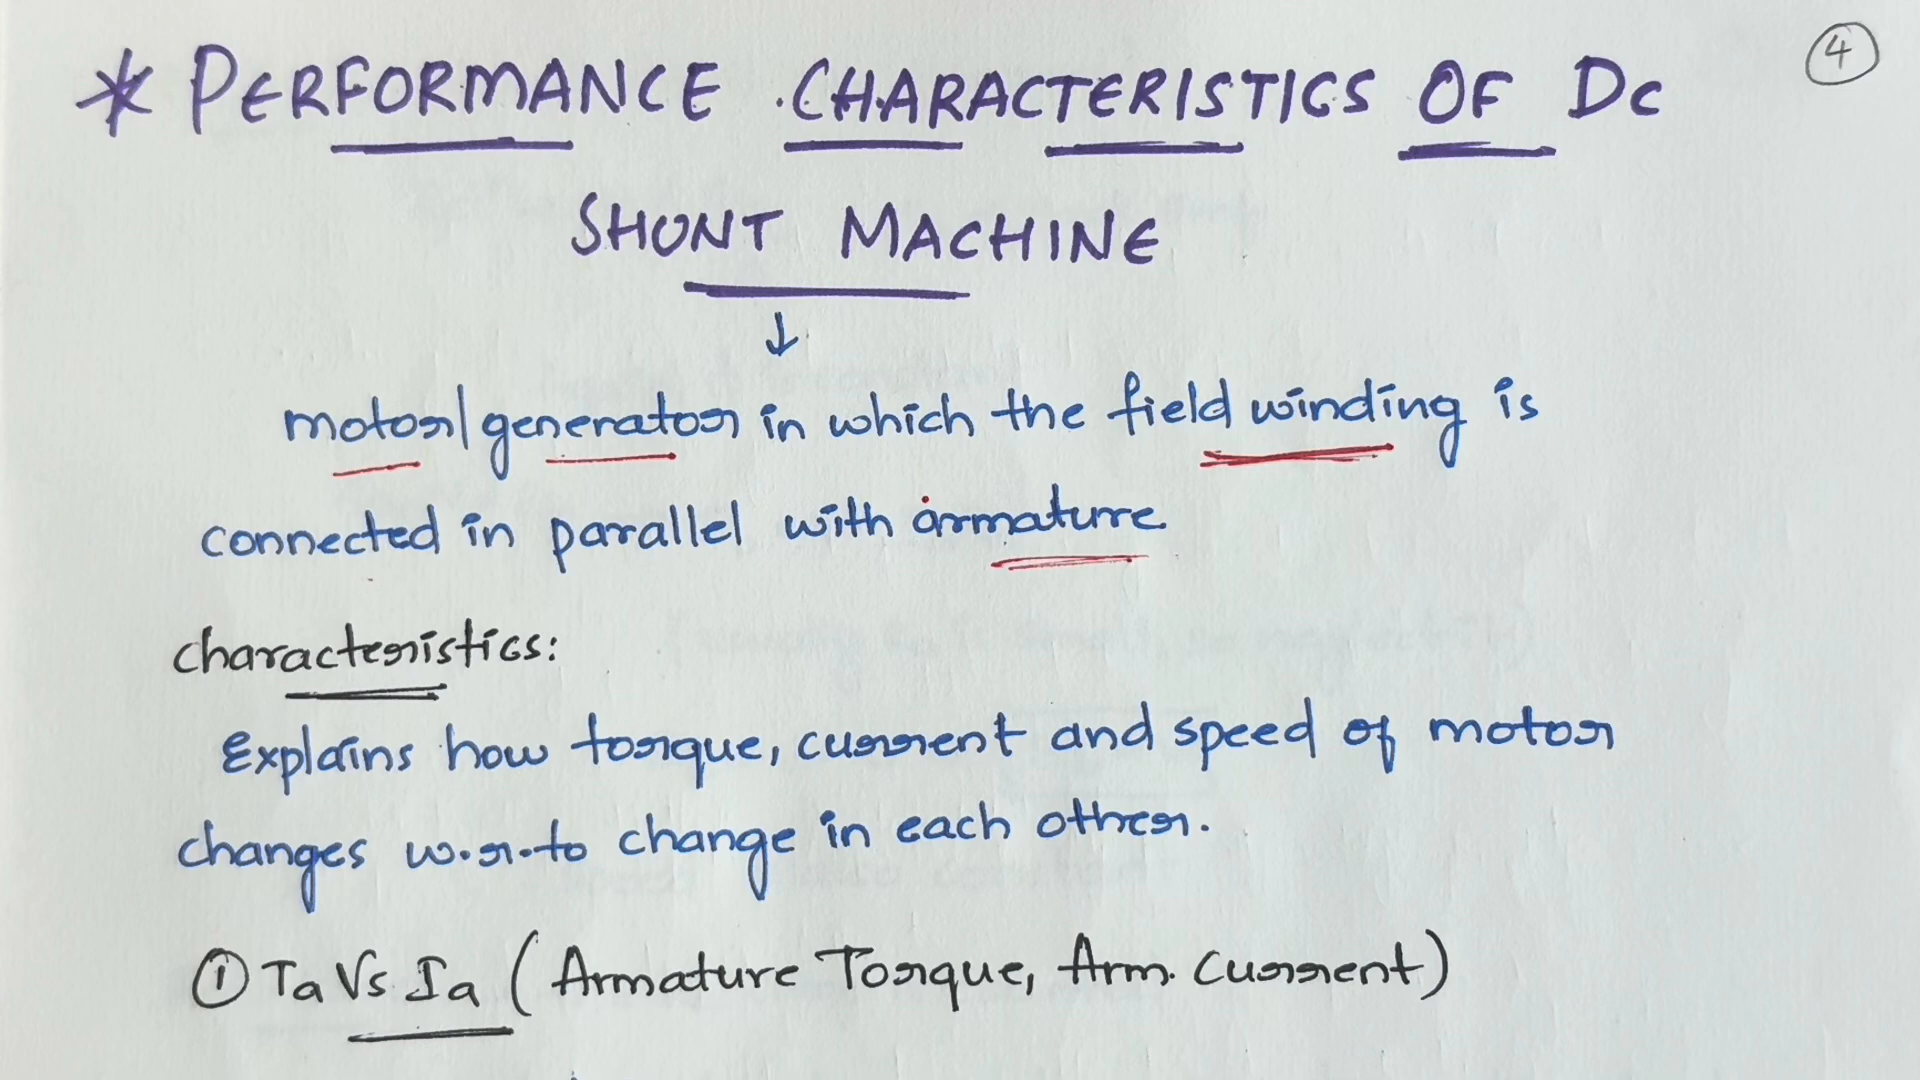 4
* PERFORMANCE CHARACTERISTICS OF Dc
SHUNT MACHINE
↓
motor/generator in which the field winding is
connected in parallel with armature
characteristics:
Explains how torque, current and speed of motor
changes w.r.to change in each other.
① Ta Vs Ia (Armature Torque, Arm. Current)